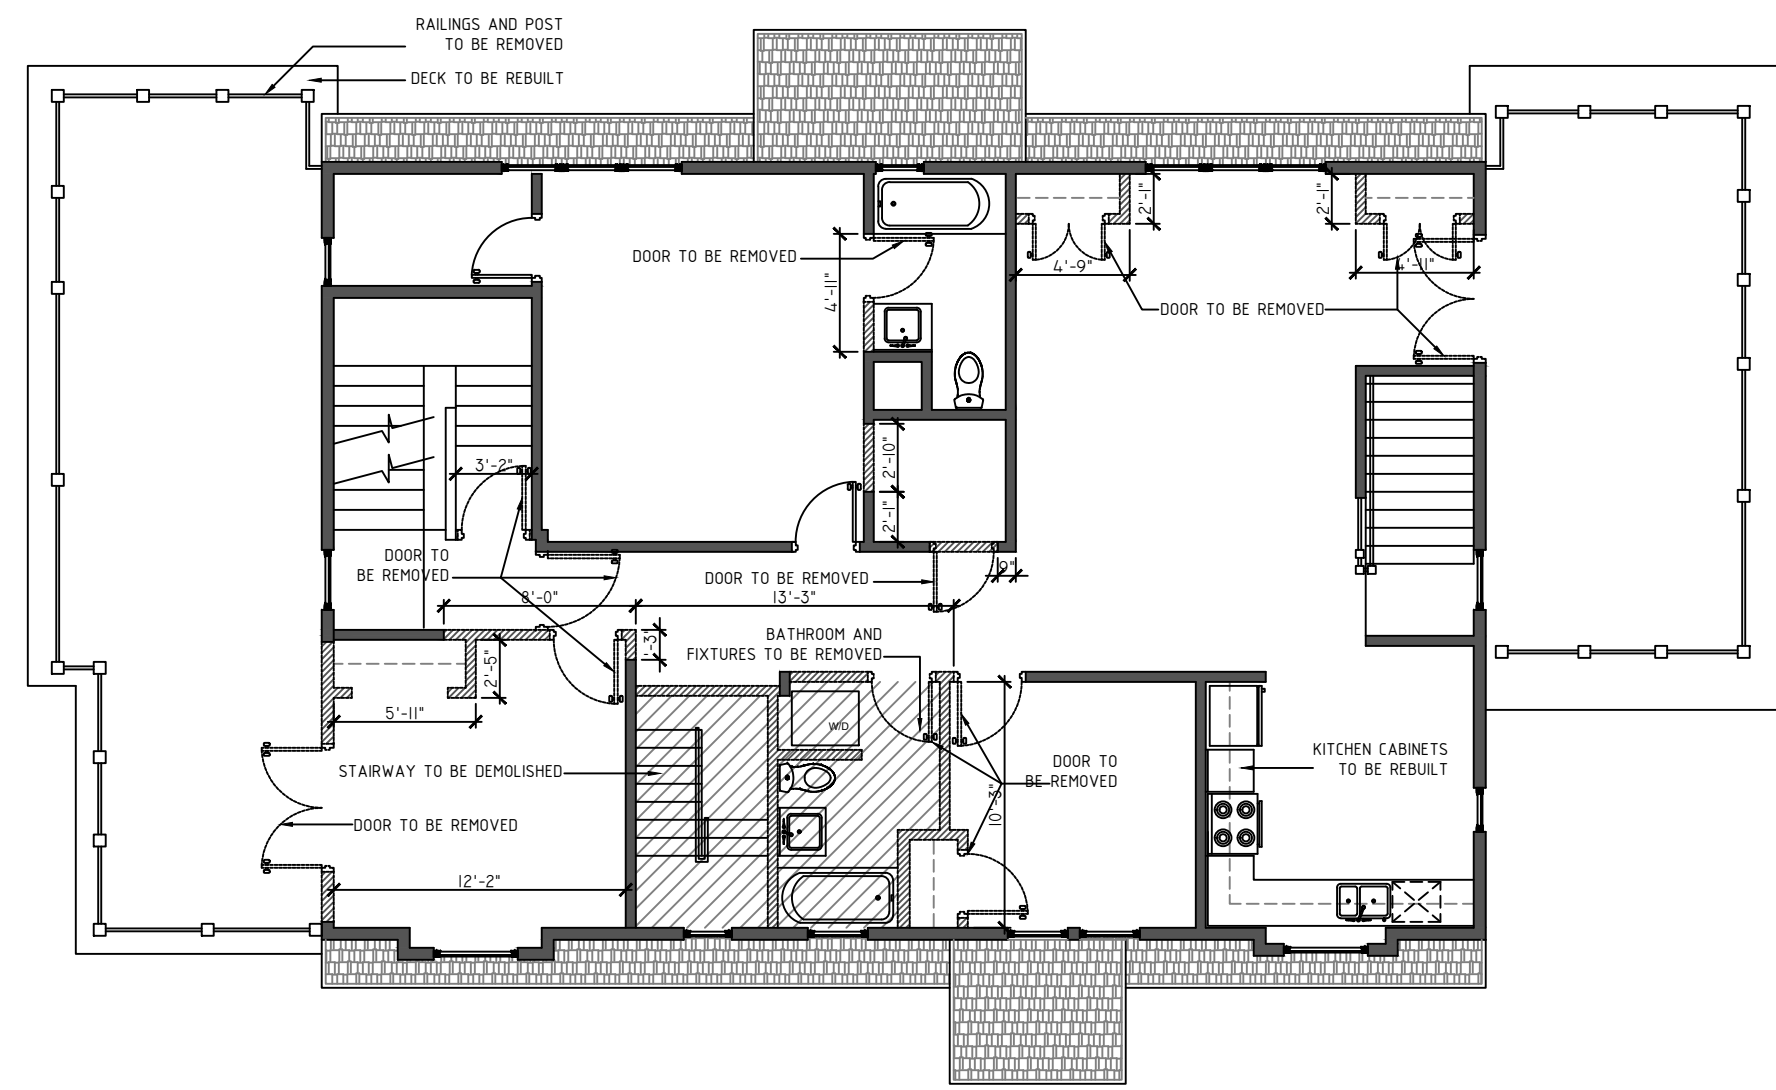 RAILINGS AND POST
TO BE REMOVED
DECK TO BE REBUILT
DOOR TO BE REMOVED
4'-11"
2'-1"
4'-9"
2'-1"
4'-11"
DOOR TO BE REMOVED
3'-2"
2'-10"
2'-1"
DOOR TO
BE REMOVED
DOOR TO BE REMOVED
9"
8'-0"
13'-3"
BATHROOM AND
FIXTURES TO BE REMOVED
'-3"
2'-5"
5'-11"
W/D
STAIRWAY TO BE DEMOLISHED
DOOR TO
BE REMOVED
10'-3"
KITCHEN CABINETS
TO BE REBUILT
DOOR TO BE REMOVED
12'-2"